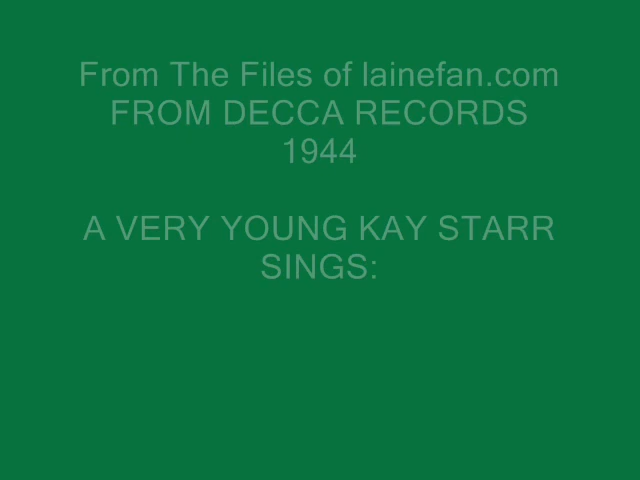 From The Files of lainefan.com
FROM DECCA RECORDS
1944
A VERY YOUNG KAY STARR
SINGS: